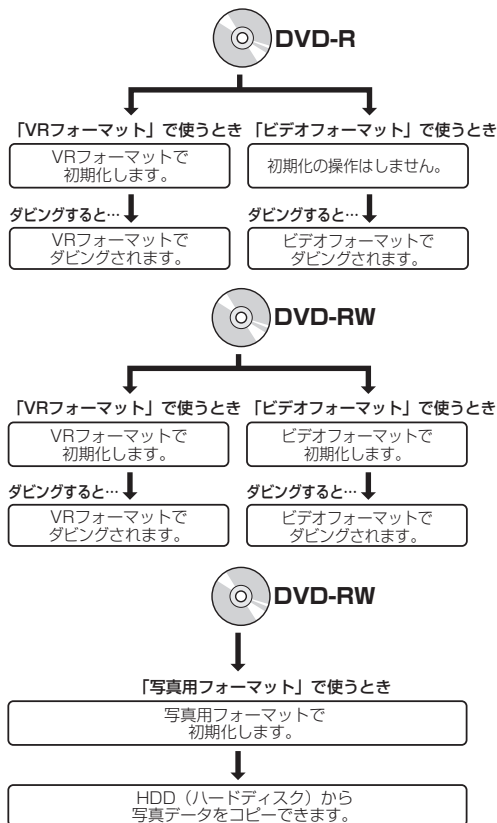 DVD-R
「VRフォーマット」で使うとき
「ビデオフォーマット」で使うとき
VRフォーマットで
初期化します。
初期化の操作はしません。
ダビングすると…
ダビングすると…
VRフォーマットで
ダビングされます。
ビデオフォーマットで
ダビングされます。
DVD-RW
「VRフォーマット」で使うとき
「ビデオフォーマット」で使うとき
VRフォーマットで
初期化します。
ビデオフォーマットで
初期化します。
ダビングすると…
ダビングすると…
VRフォーマットで
ダビングされます。
ビデオフォーマットで
ダビングされます。
DVD-RW
「写真用フォーマット」で使うとき
写真用フォーマットで
初期化します。
HDD（ハードディスク）から
写真データをコピーできます。